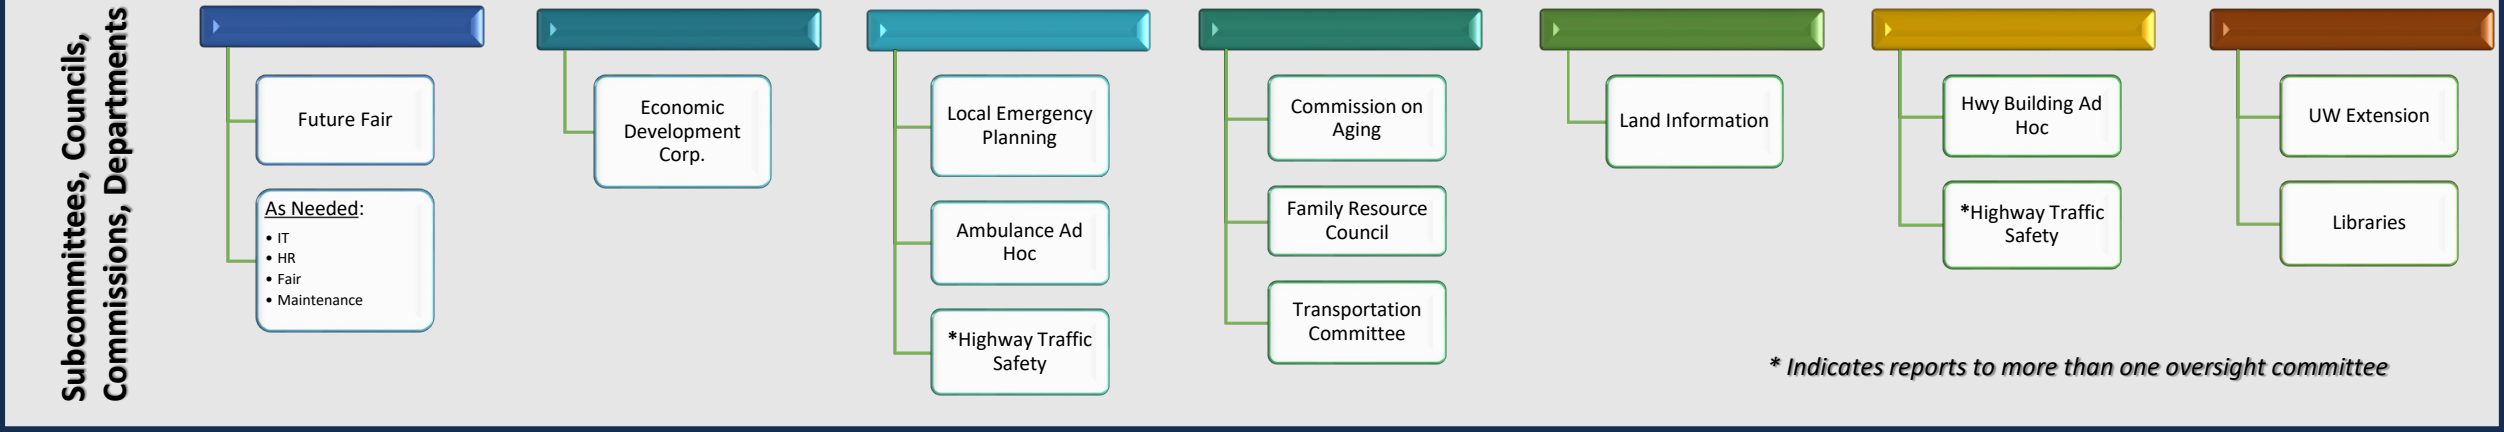 Subcommittees, Councils,
Commissions, Departments
Future Fair
As Needed:
• IT
• HR
• Fair
• Maintenance
Economic
Development
Corp.
Local Emergency
Planning
Ambulance Ad
Hoc
*Highway Traffic
Safety
Commission on
Aging
Family Resource
Council
Transportation
Committee
Land Information
Hwy Building Ad
Hoc
*Highway Traffic
Safety
UW Extension
Libraries
* Indicates reports to more than one oversight committee